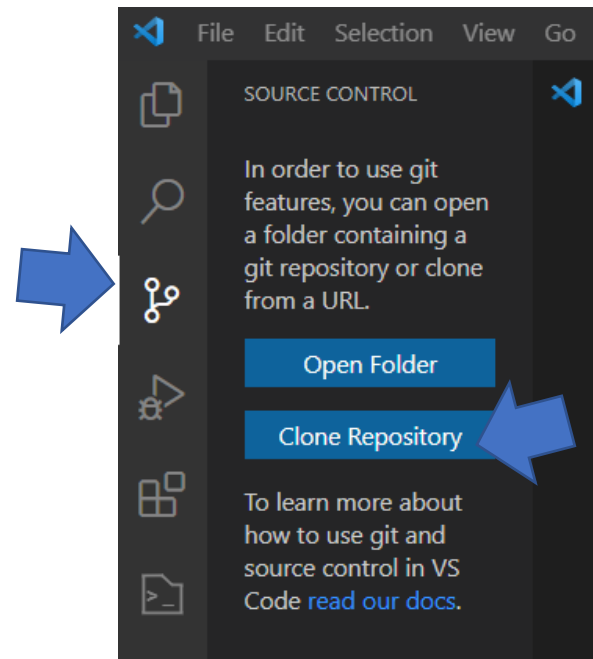 File Edit Selection View Go
SOURCE CONTROL
In order to use git
features, you can open
a folder containing a
git repository or clone
from a URL.
Open Folder
Clone Repository
To learn more about
how to use git and
source control in VS
Code read our docs.